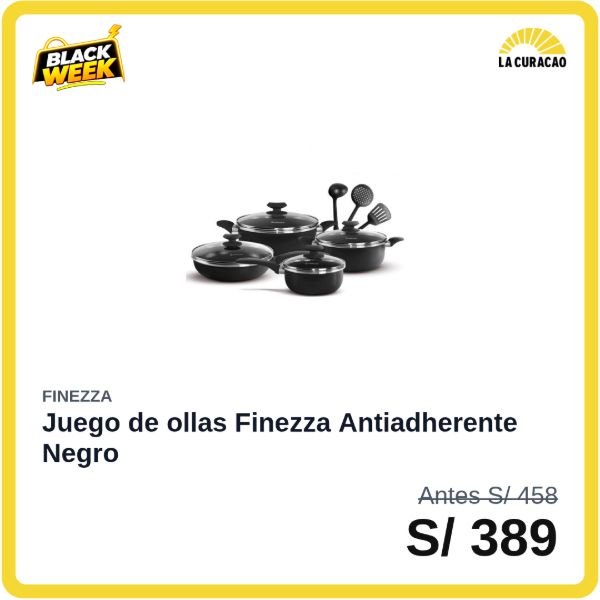 BLACK
WEEK
LA CURACAO
FINEZZA
Juego de ollas Finezza Antiadherente
Negro
Antes S/ 458
S/ 389